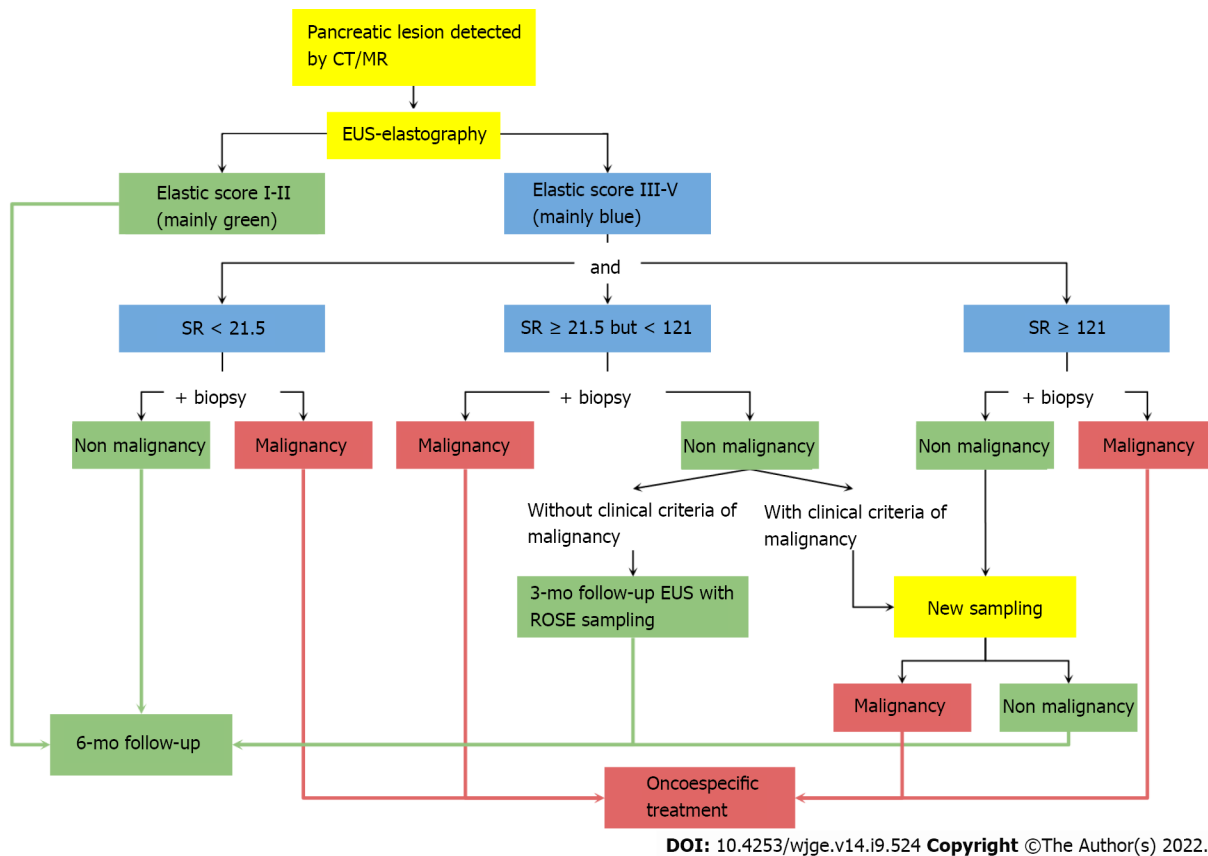 Pancreatic lesion detected
by CT/MR
EUS-elastography
Elastic score I-II
(mainly green)
Elastic score III-V
(mainly blue)
and
SR < 21.5
SR ≥ 21.5 but < 121
SR ≥ 121
+ biopsy
+ biopsy
+ biopsy
Non malignancy
Malignancy
Malignancy
Non malignancy
Non malignancy
Malignancy
Without clinical criteria of
malignancy
With clinical criteria of
malignancy
3-mo follow-up EUS with
ROSE sampling
New sampling
Malignancy
Non malignancy
6-mo follow-up
Oncoespecific
treatment
DOI: 10.4253/wjge.v14.i9.524 Copyright ©The Author(s) 2022.